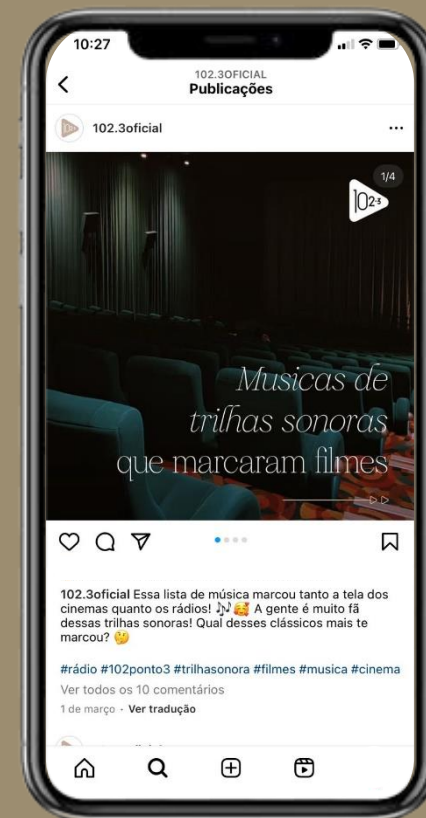 10:27
102.3OFICIAL
Publicações
102.3oficial
1/4
102.3
Musicas de
trilhas sonoras
que marcaram filmes
102.3oficial Essa lista de música marcou tanto a tela dos
cinemas quanto os rádios! 🎶🥰 A gente é muito fã
dessas trilhas sonoras! Qual desses clássicos mais te
marcou? 🤔
#rádio #102ponto3 #trilhasonora #filmes #musica #cinema
Ver todos os 10 comentários
1 de março · Ver tradução